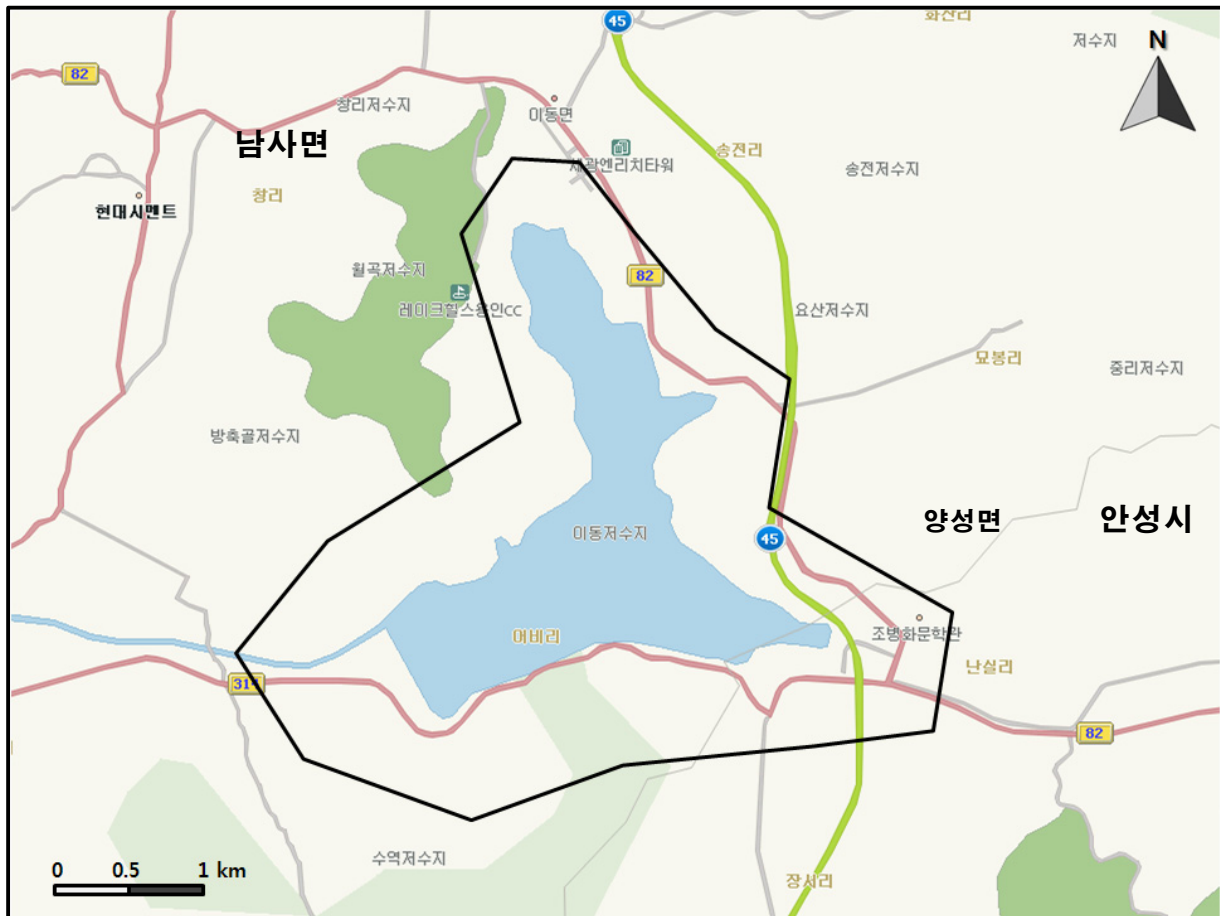 45
화산리
저수지
N
82
창리저수지
이동면
남사면
세광엔리치타워
송전리
송전저수지
현대시멘트
창리
월곡저수지
82
레이크힐스용인CC
요산저수지
묘봉리
중리저수지
방축골저수지
이동저수지
45
양성면
안성시
어비리
조병화문학관
난실리
82
수역저수지
장서리
0 0.5 1 km